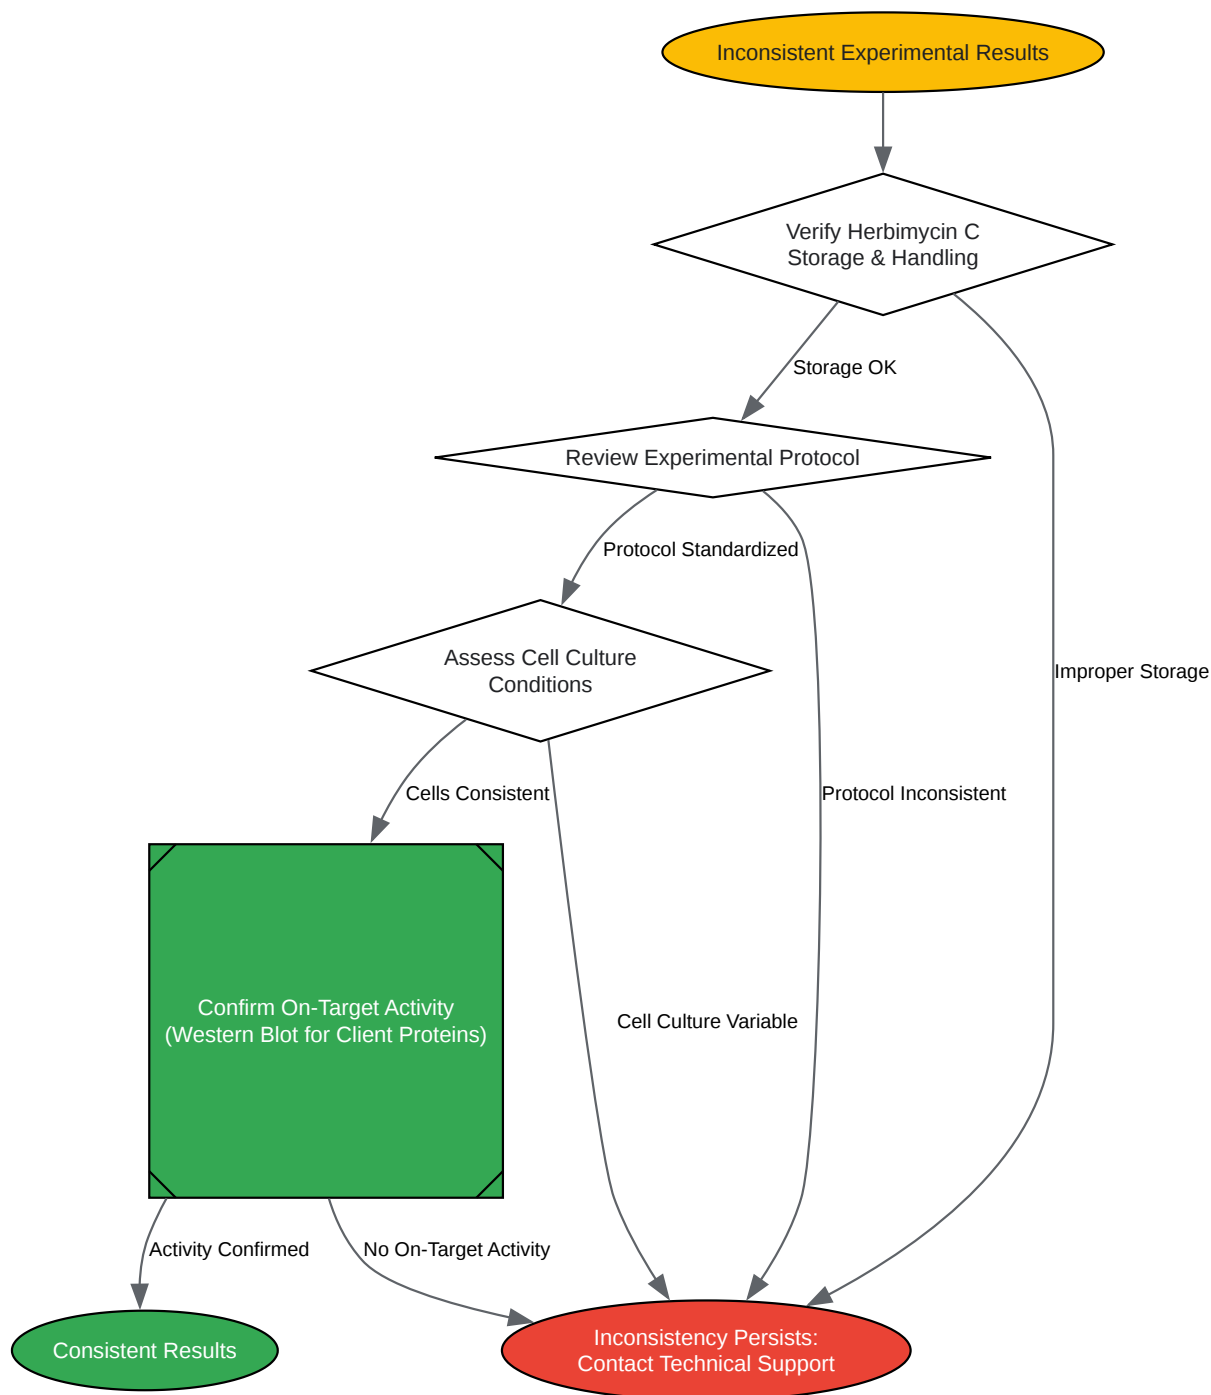 Inconsistent Experimental Results
Verify Herbimycin C
Storage & Handling
Storage OK
Review Experimental Protocol
Protocol Standardized
Assess Cell Culture
Conditions
Improper Storage
Cells Consistent
Protocol Inconsistent
Confirm On-Target Activity
(Western Blot for Client Proteins)
Cell Culture Variable
Activity Confirmed
No On-Target Activity
Consistent Results
Inconsistency Persists:
Contact Technical Support